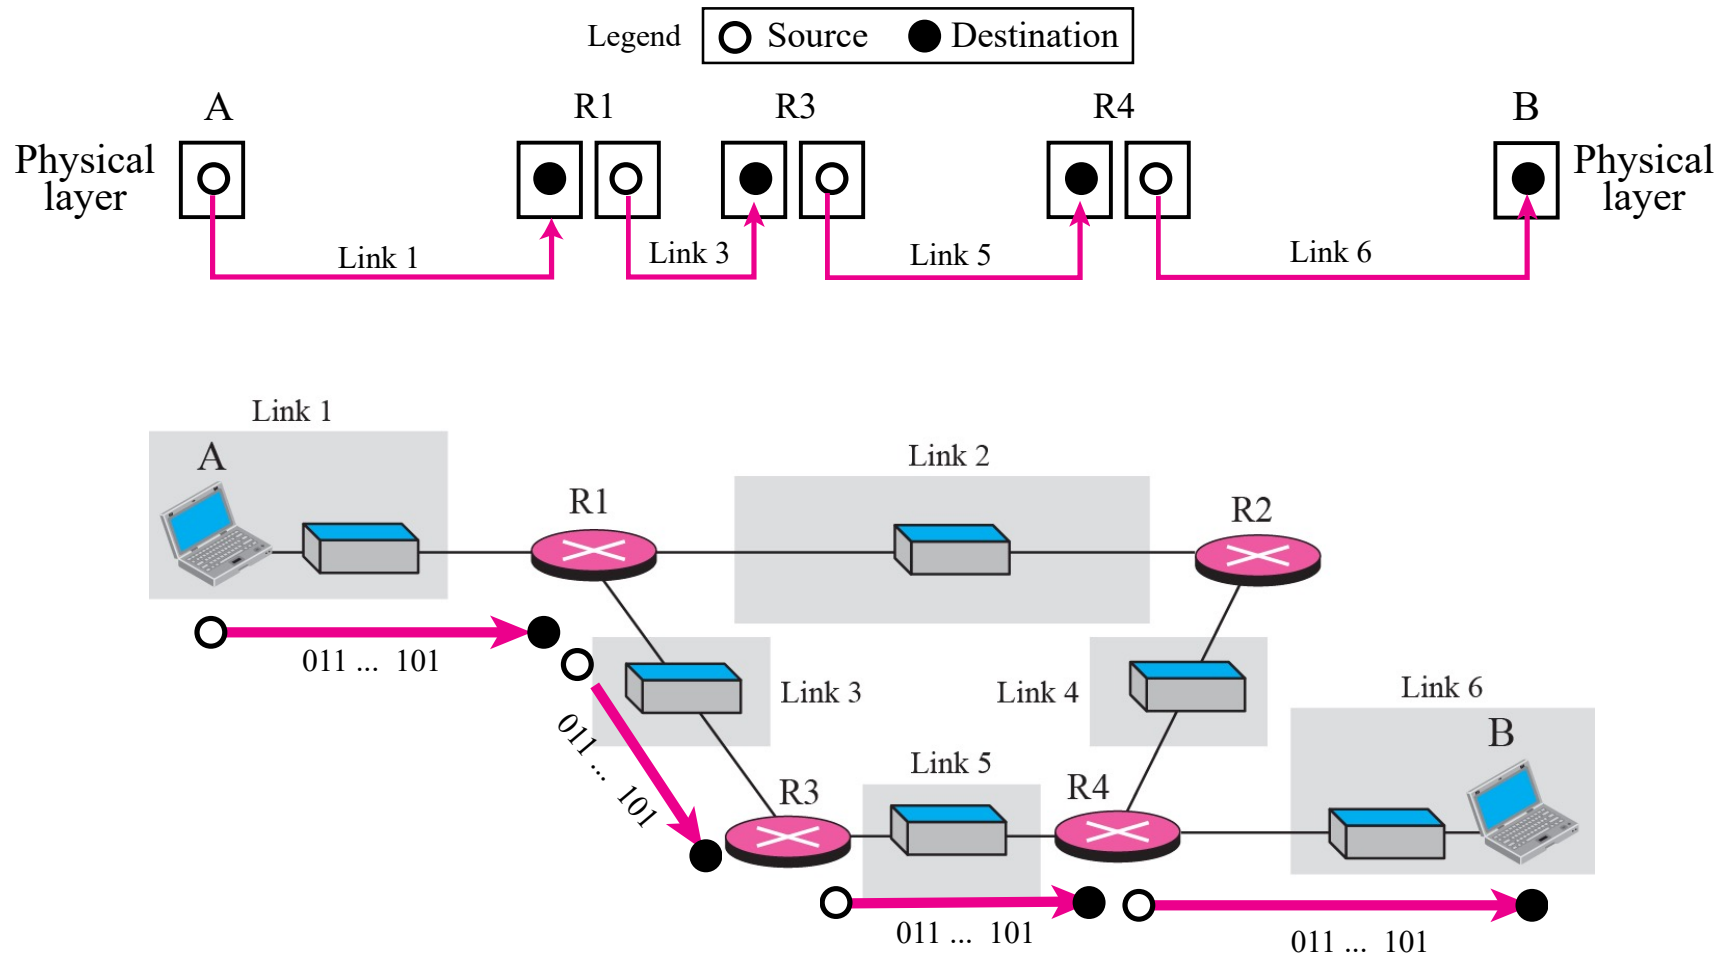 Legend Source Destination
A R1 R3 R4 B
Physical
layer
Physical
layer
Link 1 Link 3 Link 5 Link 6
Link 1
A
Link 2
R1
R2
011 ... 101
Link 3
Link 4
Link 6
011 ... 101
B
Link 5
R3
R4
011 ... 101
011 ... 101